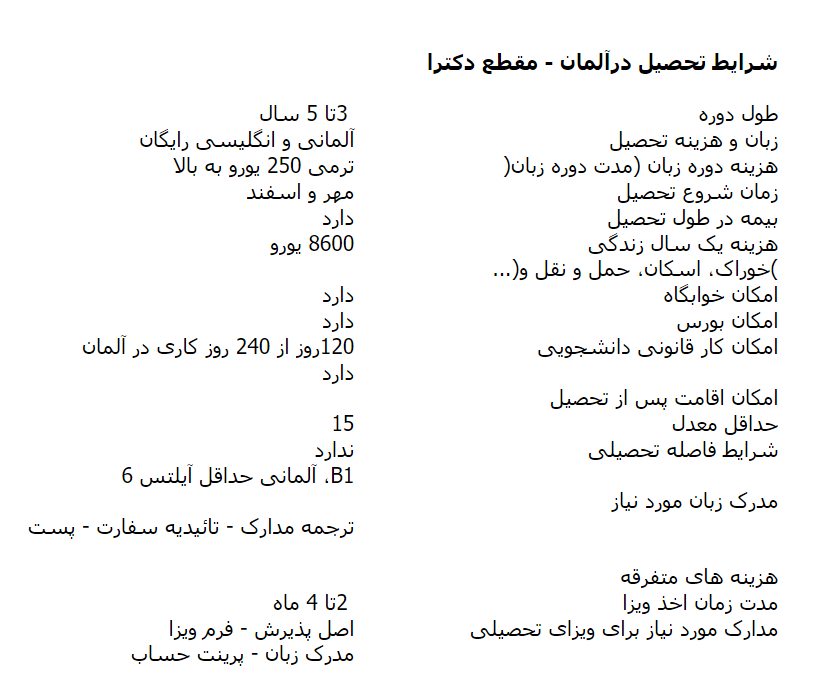 شرایط تحصیل درآلمان - مقطع دکترا
طول دوره 3تا 5 سال
زبان و هزینه تحصیل آلمانی و انگلیسی رایگان
هزینه دوره زبان (مدت دوره زبان( ترمی 250 یورو به بالا
زمان شروع تحصیل مهر و اسفند
بیمه در طول تحصیل دارد
هزینه یک سال زندگی 8600 یورو
)خوراک، اسکان، حمل و نقل و(...
امکان خوابگاه دارد
امکان بورس دارد
امکان کار قانونی دانشجویی 120روز از 240 روز کاری در آلمان
دارد
امکان اقامت پس از تحصیل
حداقل معدل 15
شرایط فاصله تحصیلی ندارد
B1، آلمانی حداقل آیلتس 6
مدرک زبان مورد نیاز
ترجمه مدارک - تائیدیه سفارت - پست
هزینه های متفرقه
مدت زمان اخذ ویزا 2تا 4 ماه
مدارک مورد نیاز برای ویزای تحصیلی اصل پذیرش - فرم ویزا
مدرک زبان - پرینت حساب